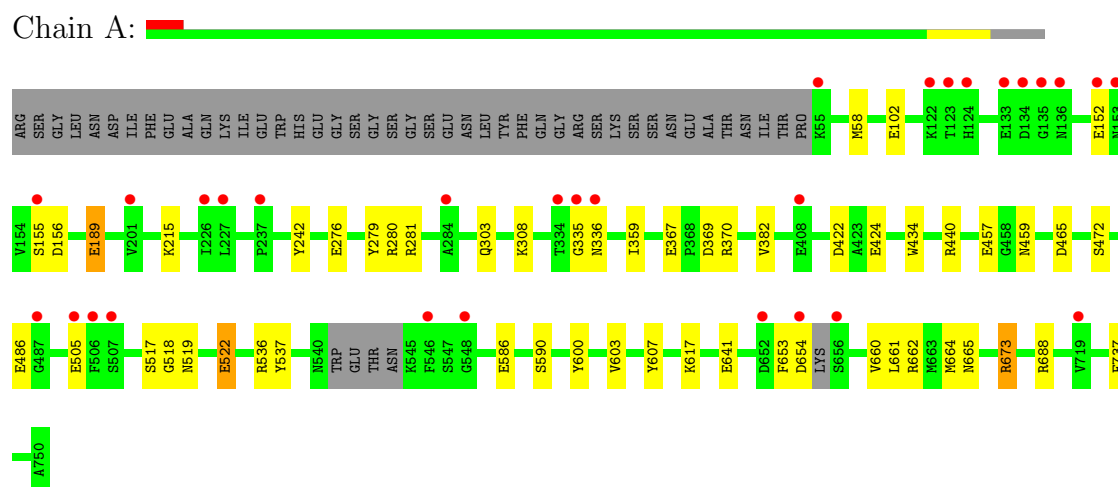 Chain A:
ARG SER GLY LEU ASN ASP ILE PHE GLU ALA GLN LYS ILE GLU TRP HIS GLU GLY SER GLY SER GLY SER GLU ASN LEU TYR PHE GLN GLY ARG SER LYS SER SER ASN GLU ALA THR ASN ILE THR PRO K55 M58 E102 K122 T123 H124 E133 D134 G135 N136 E152 N153
V154 S155 D156 E189 V201 K215 I226 L227 P237 Y242 E276 Y279 R280 R281 A284 Q303 K308 T334 G335 N336 I359 E367 P368 D369 R370 V382 E408 D422 A423 E424 W434 R440 E457 G458 N459 D465 S472
E486 G487 E505 F506 S507 S517 G518 N519 E522 R536 Y537 N540 TRP GLU THR ASN K545 F546 S547 G548 E586 S590 Y600 V603 Y607 K617 E641 D652 F653 D654 LYS S656 V660 L661 R662 M663 M664 N665 R673 R688 V719
A750